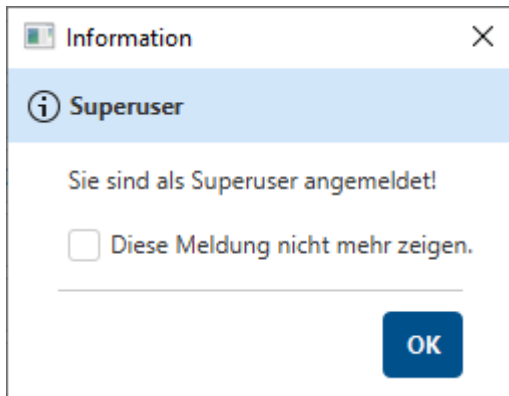 Information
Superuser
Sie sind als Superuser angemeldet!
Diese Meldung nicht mehr zeigen.
OK